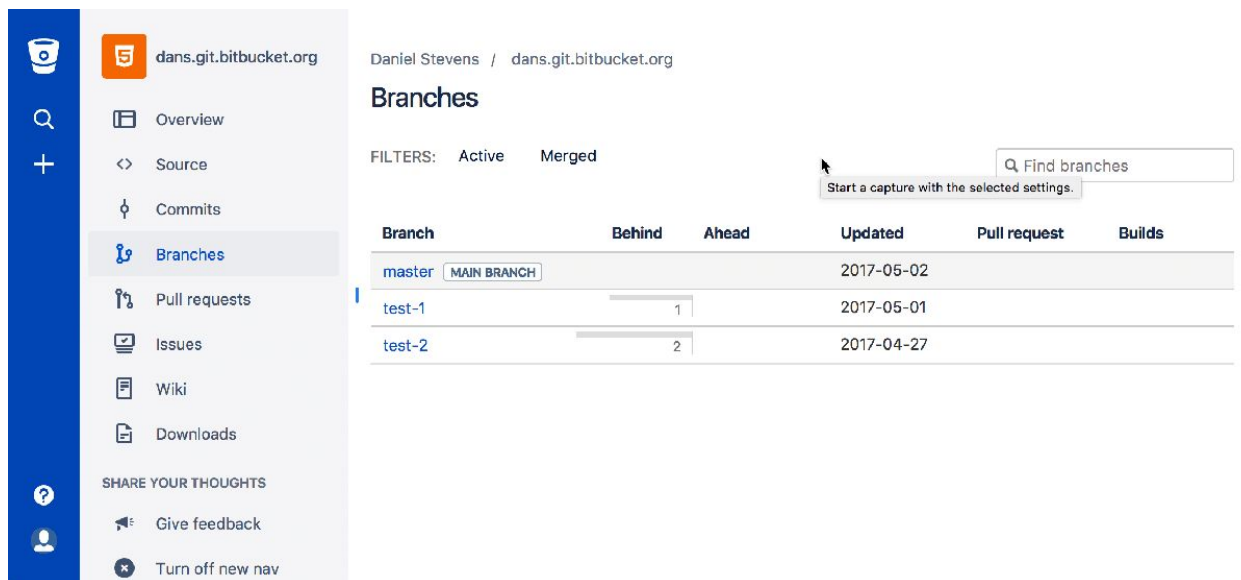 dans.git.bitbucket.org
Overview
Source
Commits
Branches
Pull requests
Issues
Wiki
Downloads
SHARE YOUR THOUGHTS
Give feedback
Turn off new nav
Daniel Stevens / dans.git.bitbucket.org
Branches
FILTERS: Active Merged
Find branches
Start a capture with the selected settings.
Branch Behind Ahead Updated Pull request Builds
master MAIN BRANCH 2017-05-02
test-1 1 2017-05-01
test-2 2 2017-04-27